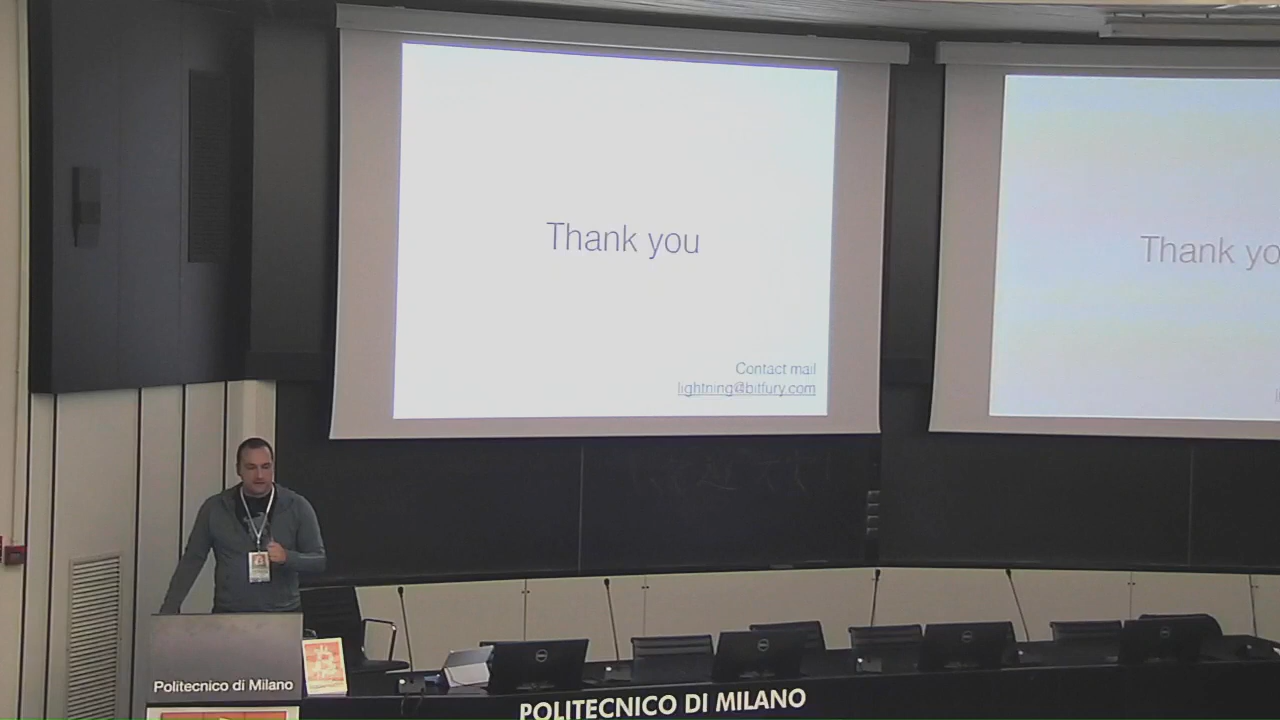 Thank you
Contact mail
lightning@bitfury.com
Thank yo
Politecnico di Milano
POLITECNICO DI MILANO